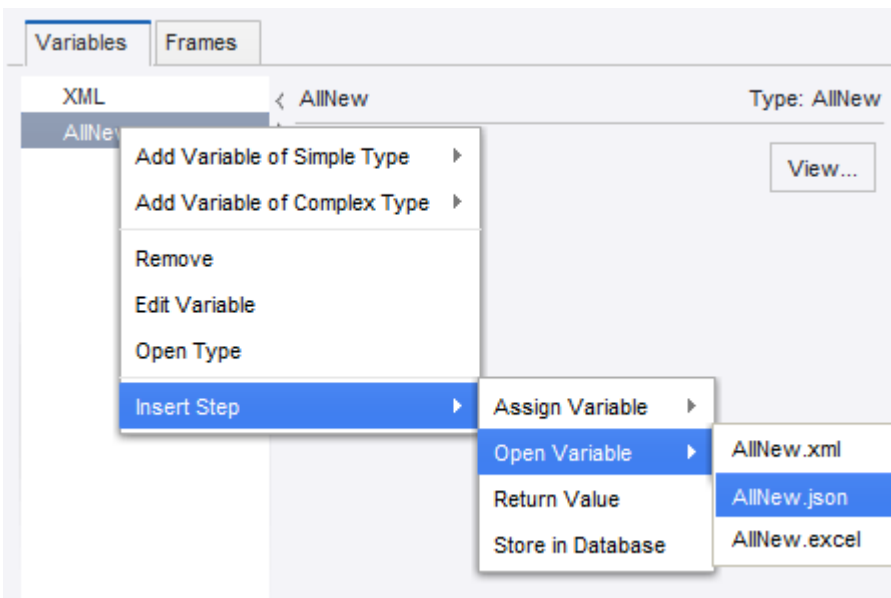 Variables Frames
XML
AllNew Type: AllNew
AllNew
Add Variable of Simple Type
View...
Add Variable of Complex Type
Remove
Edit Variable
Open Type
Insert Step
Assign Variable
Open Variable
AllNew.xml
Return Value
AllNew.json
Store in Database
AllNew.excel